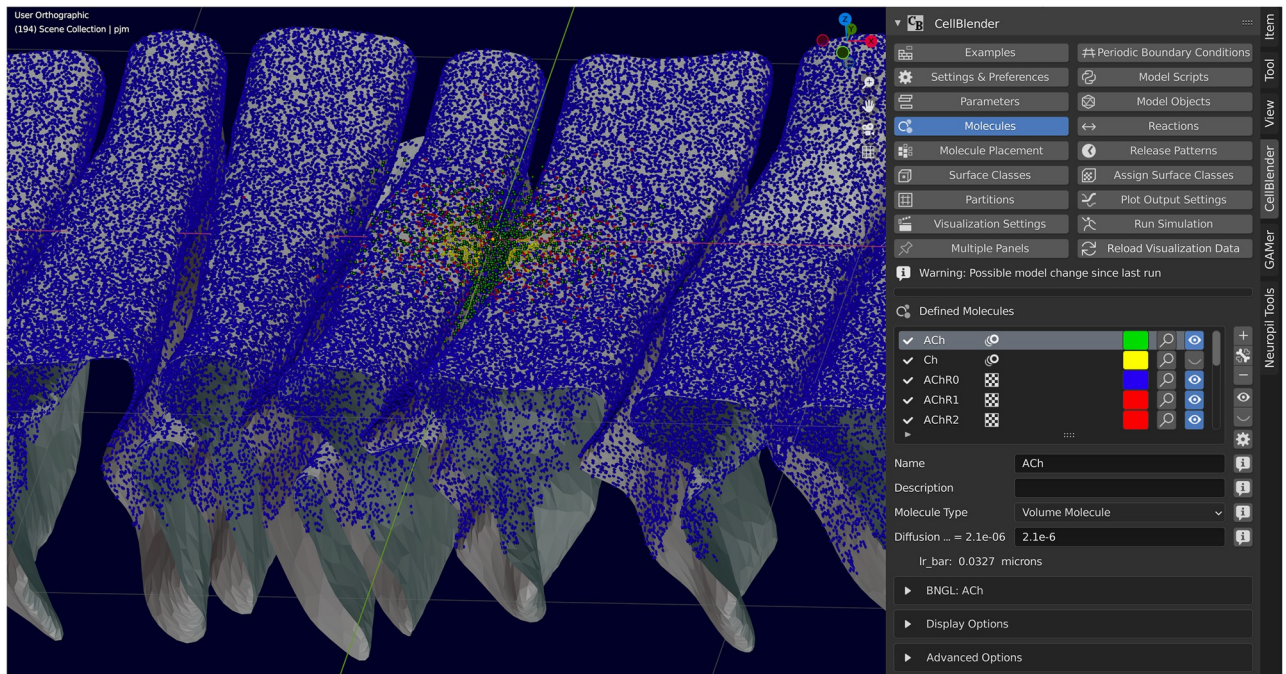 User Orthographic
(194) Scene Collection | pjm
Z
Y
X
CB CellBlender
Examples
Periodic Boundary Conditions
Settings & Preferences
Model Scripts
Parameters
Model Objects
Molecules
Reactions
Molecule Placement
Release Patterns
Surface Classes
Assign Surface Classes
Partitions
Plot Output Settings
Visualization Settings
Run Simulation
Multiple Panels
Reload Visualization Data
Warning: Possible model change since last run
Defined Molecules
ACh
Ch
AChR0
AChR1
AChR2
Name ACh
Description
Molecule Type Volume Molecule
Diffusion ... = 2.1e-06 2.1e-6
lr_bar: 0.0327 microns
BNGL: ACh
Display Options
Advanced Options
Item
Tool
View
CellBlender
GAMer
Neuropil Tools